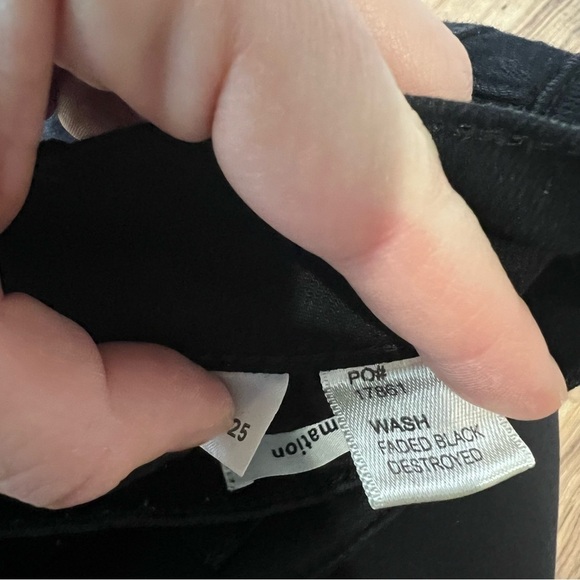 PO#
17861
WASH
FADED BLACK
DESTROYED
25
mation